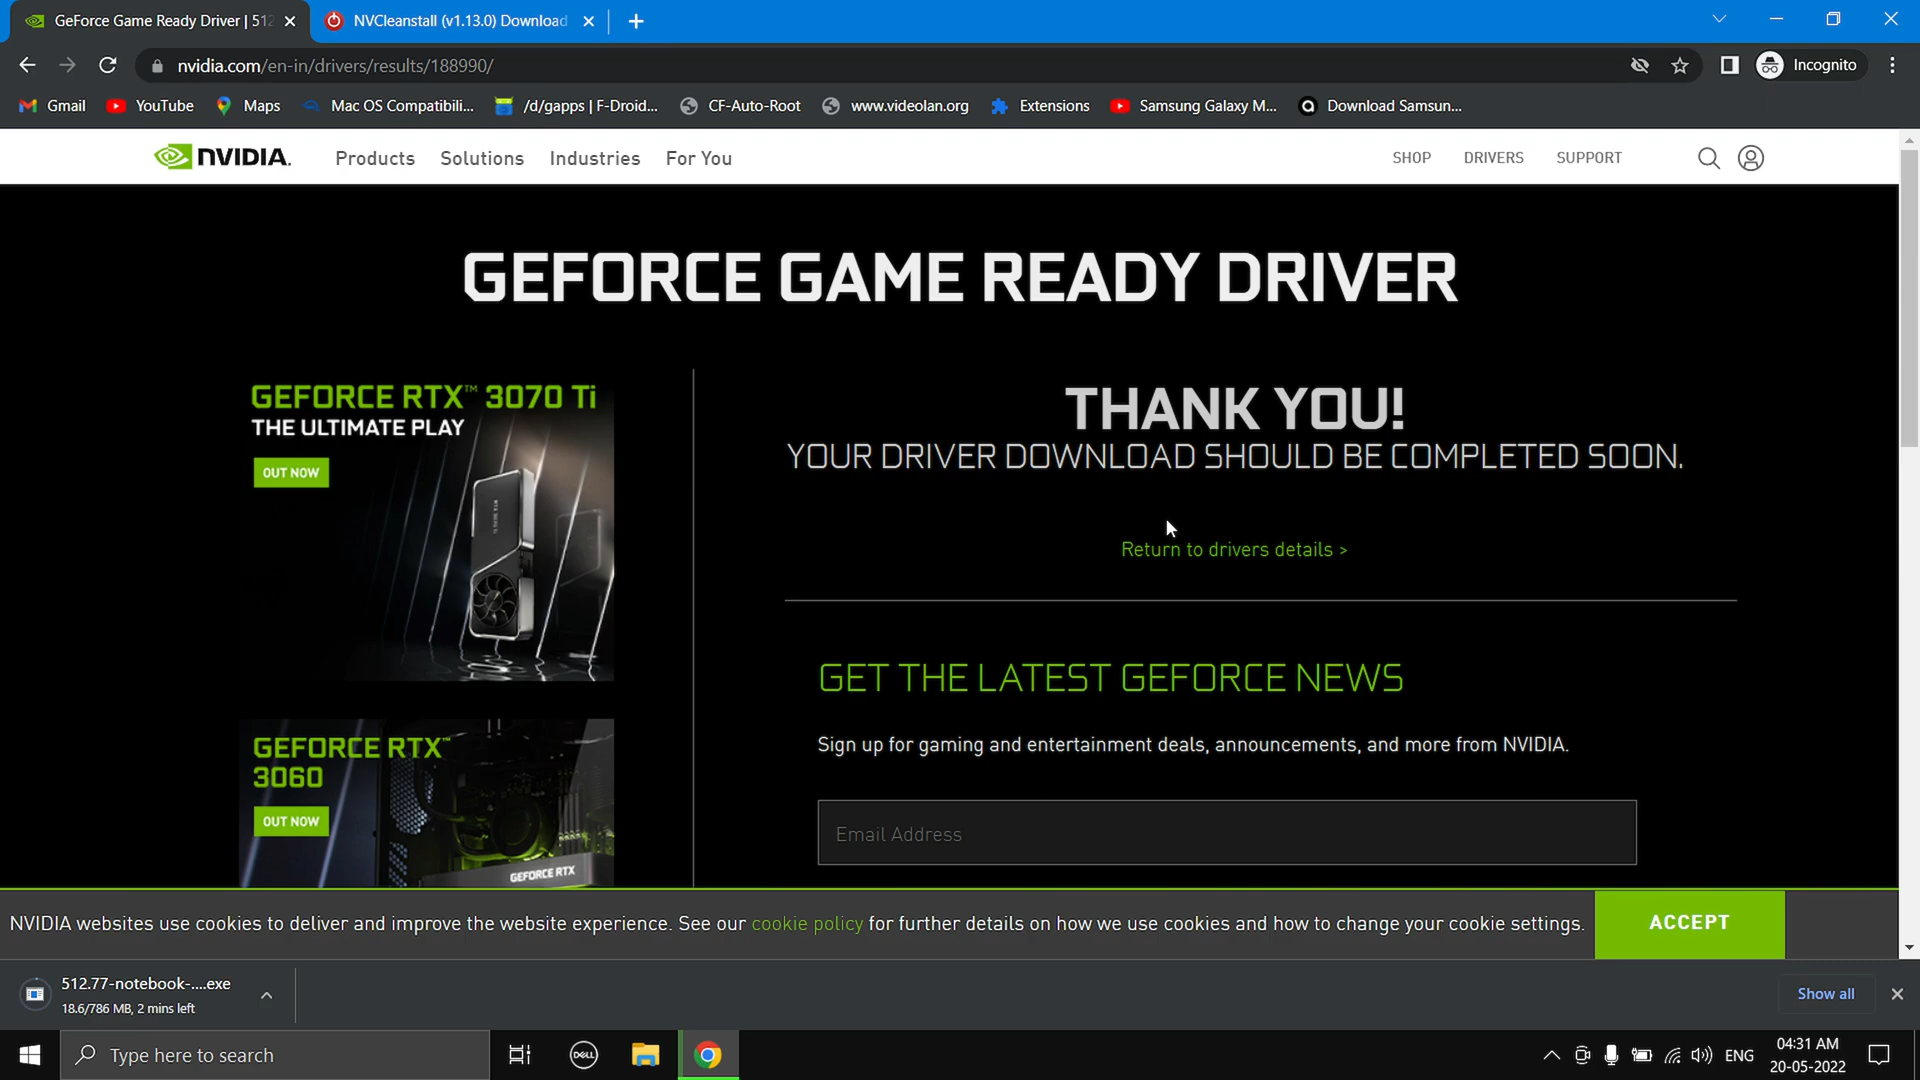 GeForce Game Ready Driver | 512
NVCleanstall (v1.13.0) Download
nvidia.com/en-in/drivers/results/188990/
Incognito
Gmail
YouTube
Maps
Mac OS Compatibili...
/d/gapps | F-Droid...
CF-Auto-Root
www.videolan.org
Extensions
Samsung Galaxy M...
Download Samsun...
NVIDIA.
Products
Solutions
Industries
For You
SHOP
DRIVERS
SUPPORT
GEFORCE GAME READY DRIVER
GEFORCE RTX™ 3070 Ti
THE ULTIMATE PLAY
OUT NOW
THANK YOU!
YOUR DRIVER DOWNLOAD SHOULD BE COMPLETED SOON.
Return to drivers details >
GET THE LATEST GEFORCE NEWS
Sign up for gaming and entertainment deals, announcements, and more from NVIDIA.
Email Address
GEFORCE RTX™
3060
OUT NOW
GEFORCE RTX
NVIDIA websites use cookies to deliver and improve the website experience. See our cookie policy for further details on how we use cookies and how to change your cookie settings.
ACCEPT
512.77-notebook-....exe
18.6/786 MB, 2 mins left
Show all
Type here to search
DELL
ENG
04:31 AM
20-05-2022